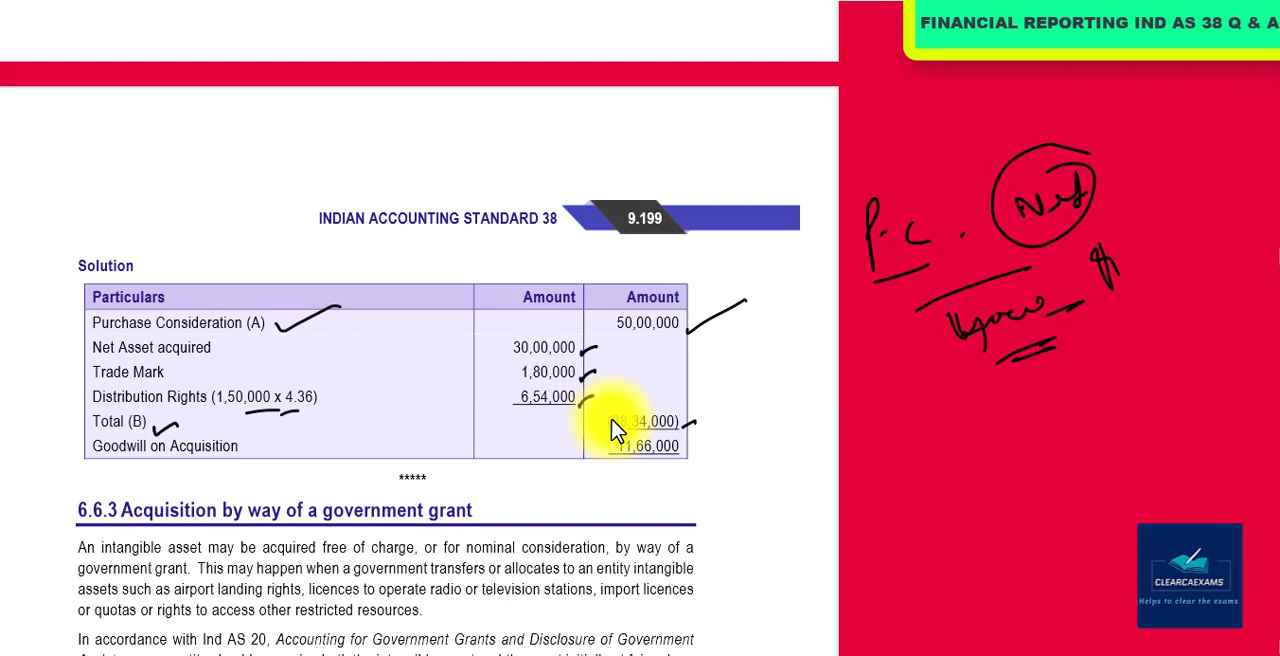 FINANCIAL REPORTING IND AS 38 Q & A
INDIAN ACCOUNTING STANDARD 38 9.199
Solution
Particulars Amount Amount
Purchase Consideration (A) 50,00,000
Net Asset acquired 30,00,000
Trade Mark 1,80,000
Distribution Rights (1,50,000 x 4.36) 6,54,000
Total (B) (38,34,000)
Goodwill on Acquisition 11,66,000
*****
6.6.3 Acquisition by way of a government grant
An intangible asset may be acquired free of charge, or for nominal consideration, by way of a
government grant. This may happen when a government transfers or allocates to an entity intangible
assets such as airport landing rights, licences to operate radio or television stations, import licences
or quotas or rights to access other restricted resources.
In accordance with Ind AS 20, Accounting for Government Grants and Disclosure of Government
P.C. Net
CLEARCAEXAMS
Helps to clear the exams